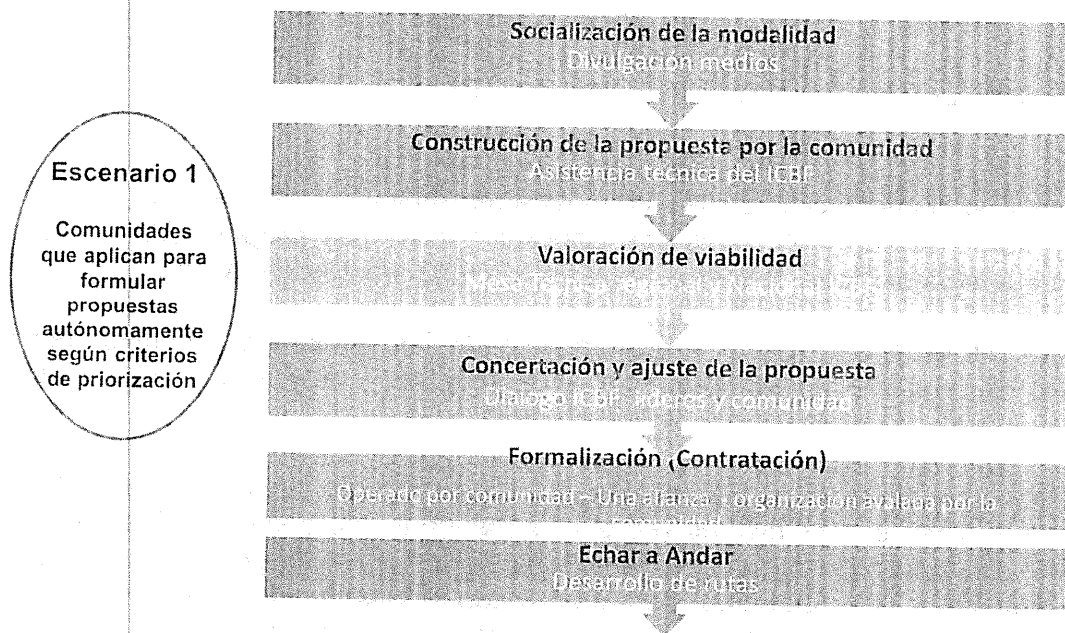 Escenario 1
Comunidades
que aplican para
formular
propuestas
autónomamente
según criterios
de priorización
Socialización de la modalidad
Divulgación medios
Construcción de la propuesta por la comunidad
Asistencia técnica del ICBF
Valoración de viabilidad
Concertación y ajuste de la propuesta
Dialogo ICBF líderes y comunidad
Formalización (Contratación)
Operado por comunidad – Una alianza organización avalada por la
comunidad
Echar a Andar
Desarrollo de rutas